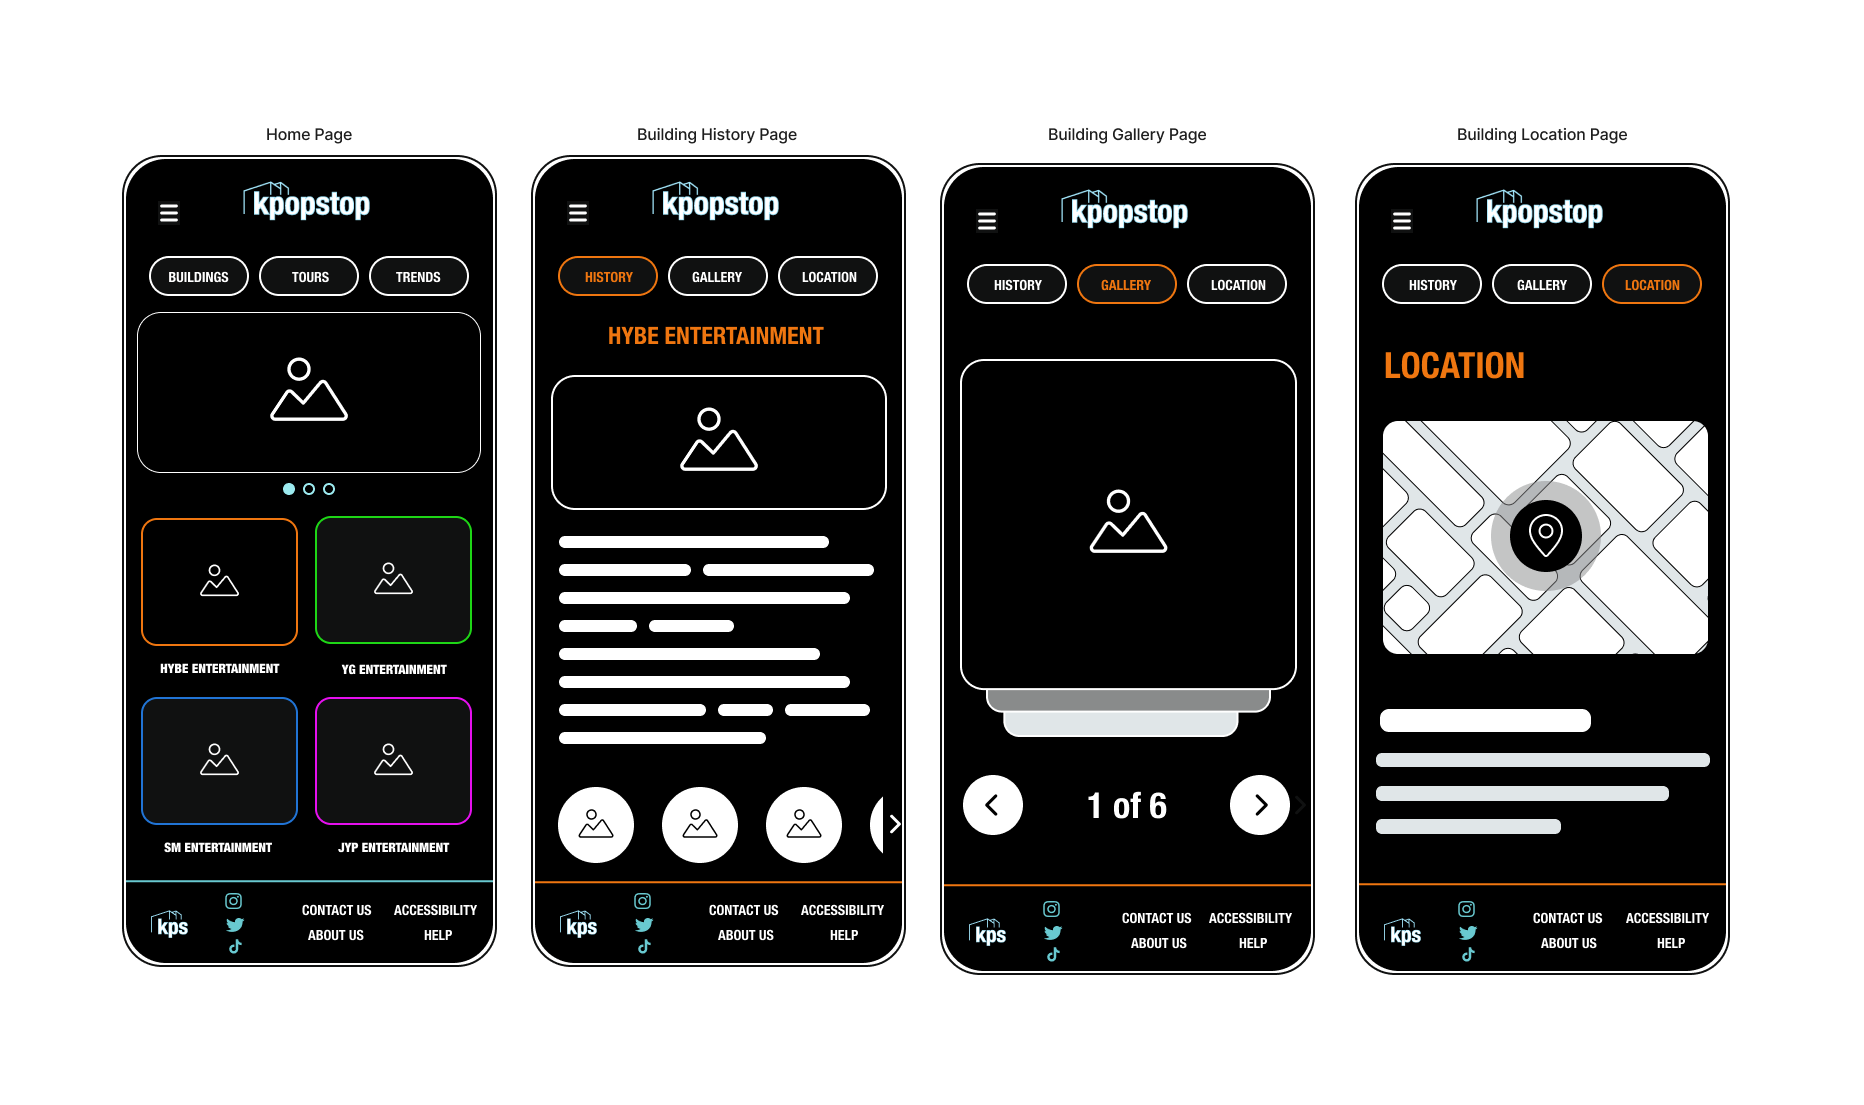 Home Page
kpopstop
BUILDINGS
TOURS
TRENDS
HYBE ENTERTAINMENT
YG ENTERTAINMENT
SM ENTERTAINMENT
JYP ENTERTAINMENT
kps
CONTACT US
ACCESSIBILITY
ABOUT US
HELP
Building History Page
kpopstop
HISTORY
GALLERY
LOCATION
HYBE ENTERTAINMENT
kps
CONTACT US
ACCESSIBILITY
ABOUT US
HELP
Building Gallery Page
kpopstop
HISTORY
GALLERY
LOCATION
1 of 6
kps
CONTACT US
ACCESSIBILITY
ABOUT US
HELP
Building Location Page
kpopstop
HISTORY
GALLERY
LOCATION
LOCATION
kps
CONTACT US
ACCESSIBILITY
ABOUT US
HELP